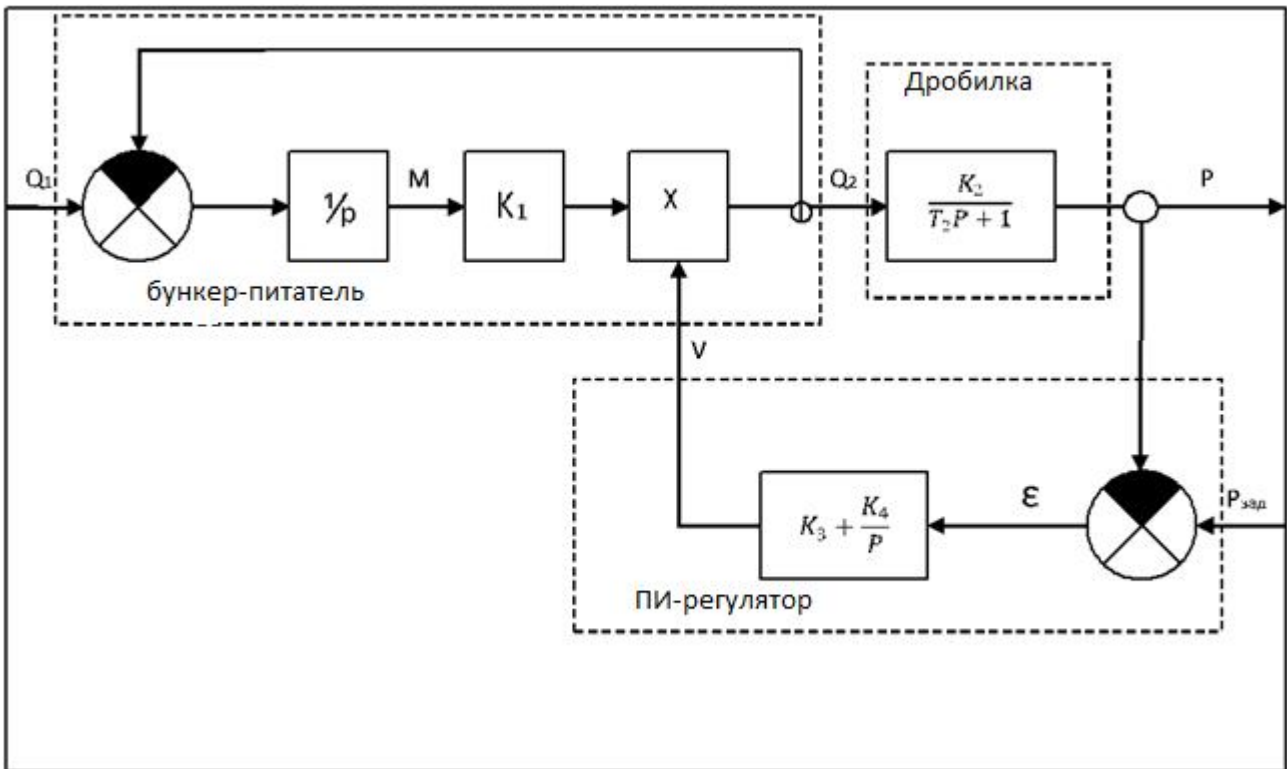 Дробилка
Q₁
1/p
M
K₁
x
Q₂
K₂
T₂P + 1
P
бункер-питатель
V
K₃ + K₄
P
ε
Pзад
ПИ-регулятор